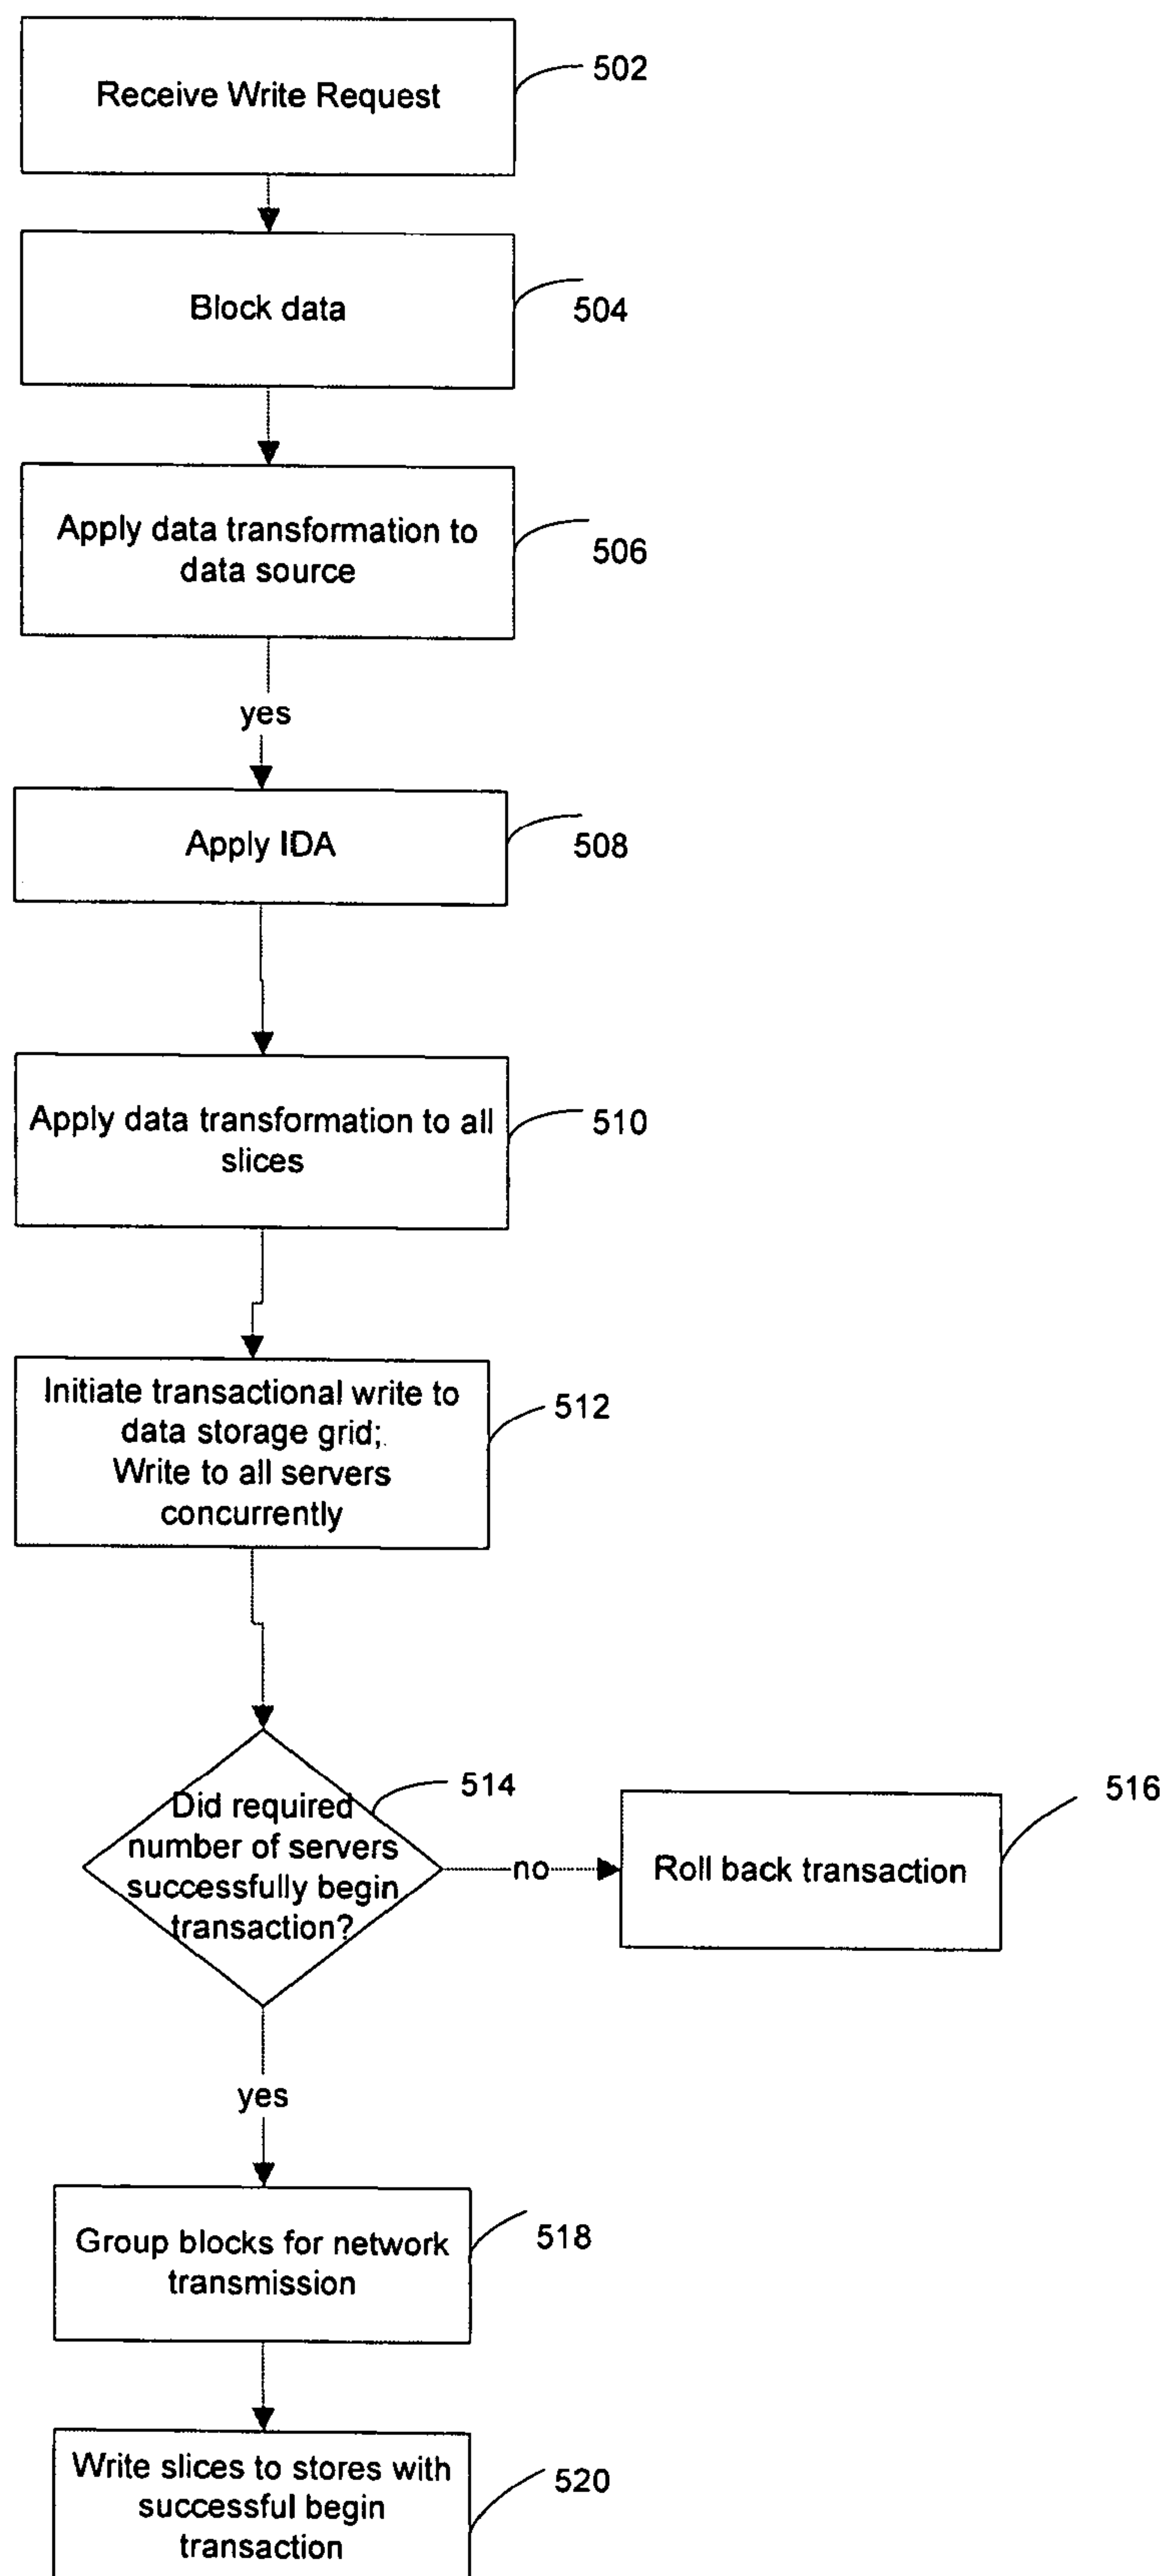 Receive Write Request
502
Block data
504
Apply data transformation to
data source
506
yes
Apply IDA
508
Apply data transformation to all
slices
510
Initiate transactional write to
data storage grid;
Write to all servers
concurrently
512
Did required
number of servers
successfully begin
transaction?
514
no
Roll back transaction
516
yes
Group blocks for network
transmission
518
Write slices to stores with
successful begin
transaction
520